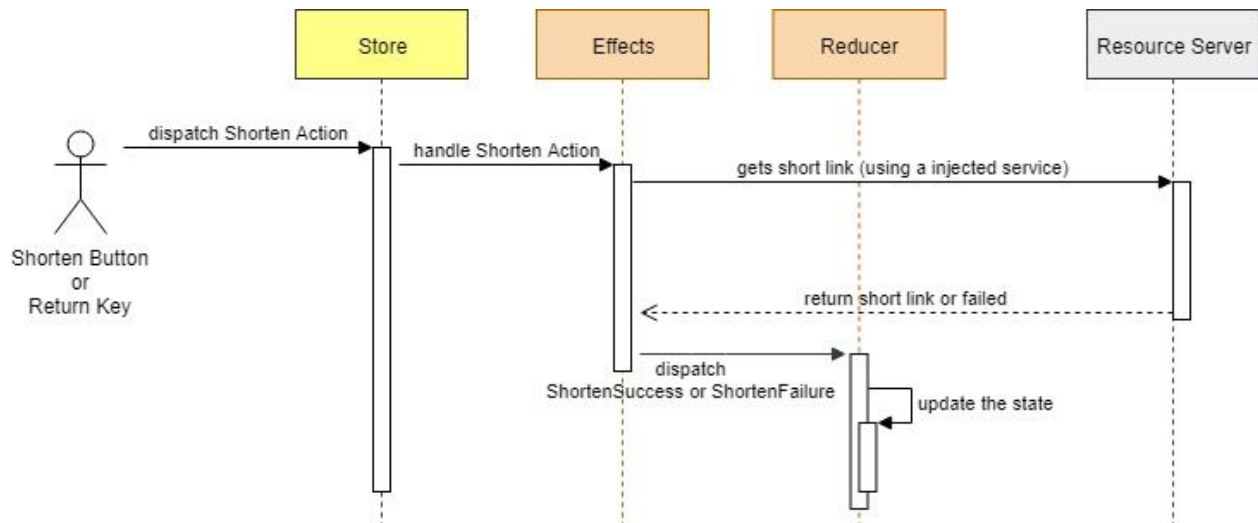 Store
Effects
Reducer
Resource Server
dispatch Shorten Action
handle Shorten Action
gets short link (using a injected service)
Shorten Button
or
Return Key
return short link or failed
dispatch
ShortenSuccess or ShortenFailure
update the state